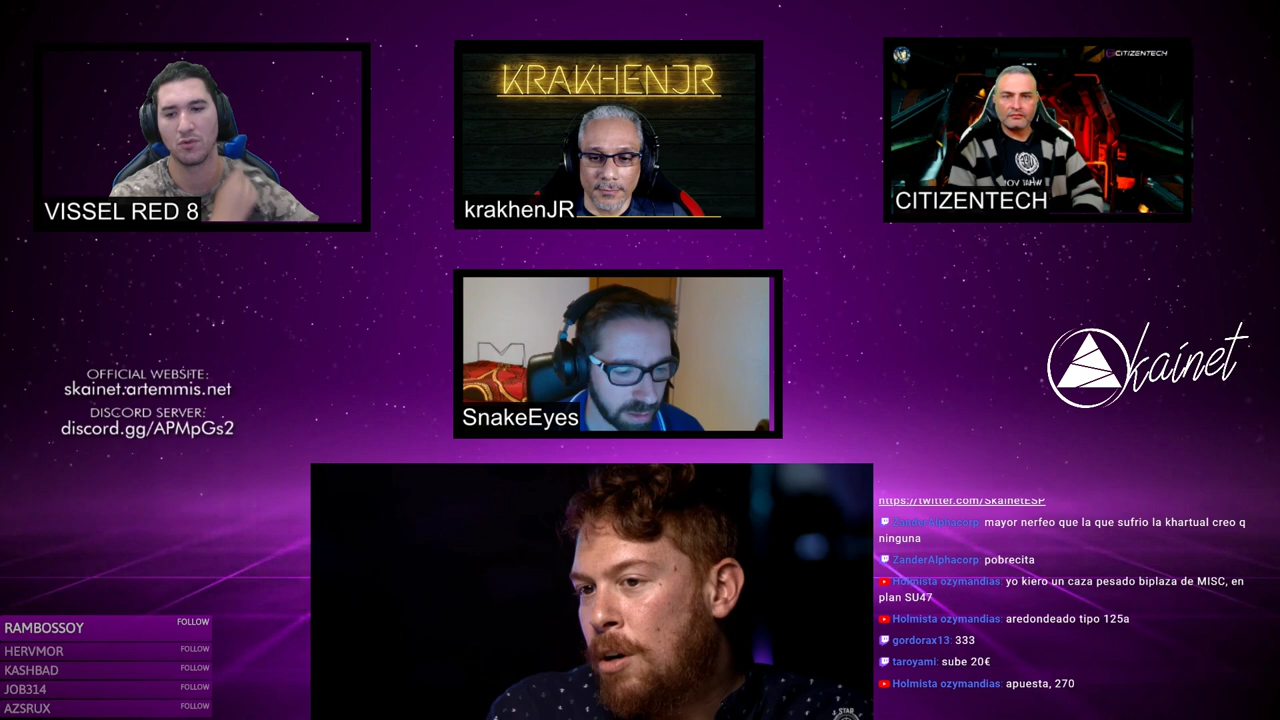 KRAKHENJR
CITIZENTECH
VISSEL RED 8
krakhenJR
CITIZENTECH
SnakeEyes
OFFICIAL WEBSITE:
skainet.artemmis.net
DISCORD SERVER:
discord.gg/APMpGs2
kainet
https://twitter.com/SkainetESP
ZanderAlphacorp: mayor nerfeo que la que sufrio la khartual creo q
ninguna
ZanderAlphacorp: pobrecita
Holmista ozymandias: yo kiero un caza pesado biplaza de MISC, en
plan SU47
Holmista ozymandias: aredondeado tipo 125a
gordorax13: 333
taroyami: sube 20€
Holmista ozymandias: apuesta, 270
RAMBOSSOY FOLLOW
HERVMOR FOLLOW
KASHBAD FOLLOW
JOB314 FOLLOW
AZSRUX FOLLOW
STAR